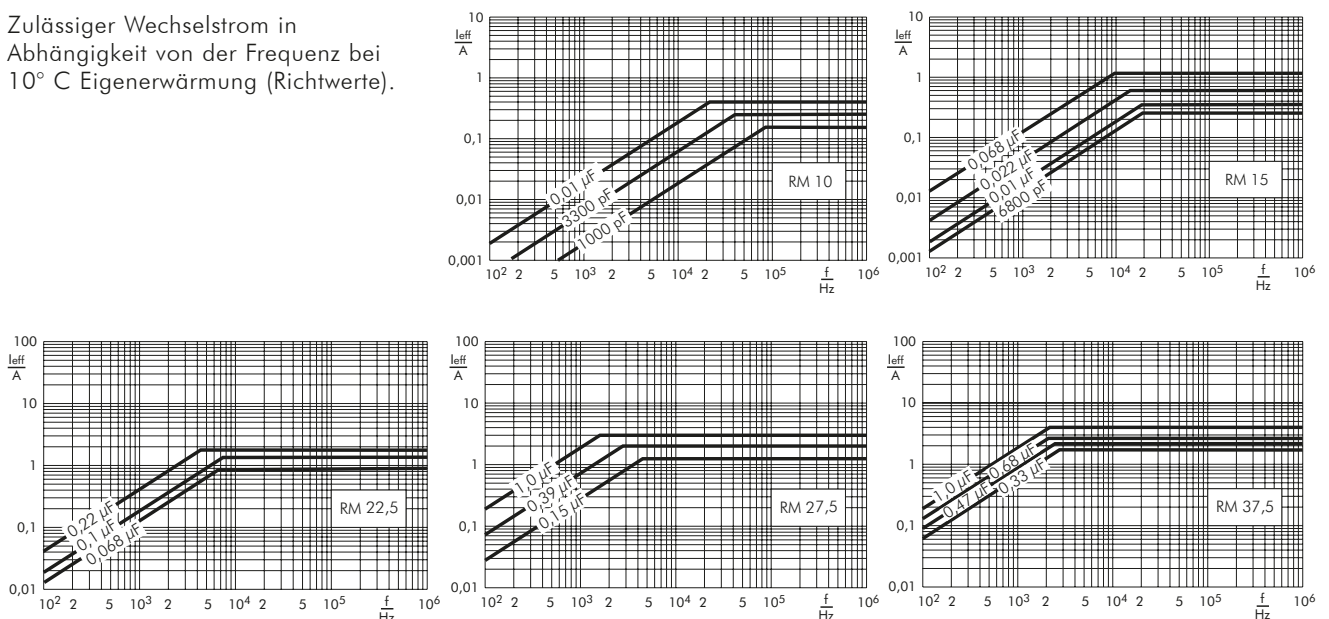 Zulässiger Wechselstrom in
Abhängigkeit von der Frequenz bei
10° C Eigenerwärmung (Richtwerte).
10
Ieff
A
1
0,1
0,01
0,001
0,01 µF
3300 pF
1000 pF
RM 10
10² 2 5 10³ 2 5 10⁴ 2 5 10⁵ f/Hz 10⁶
10
Ieff
A
1
0,1
0,01
0,001
0,068 µF
0,022 µF
0,01 µF
6800 pF
RM 15
10² 2 5 10³ 2 5 10⁴ 2 5 10⁵ f/Hz 10⁶
100
Ieff
A
10
1
0,1
0,01
0,22 µF
0,1 µF
0,068 µF
RM 22,5
10² 2 5 10³ 2 5 10⁴ 2 5 10⁵ 2 f/Hz 10⁶
100
Ieff
A
10
1
0,1
0,01
1,0 µF
0,39 µF
0,15 µF
RM 27,5
10² 2 5 10³ 2 5 10⁴ 2 5 10⁵ 2 f/Hz 10⁶
100
Ieff
A
10
1
0,1
0,01
1,0 µF
0,68 µF
0,47 µF
0,33 µF
RM 37,5
10² 2 5 10³ 2 5 10⁴ 2 5 10⁵ 2 f/Hz 10⁶